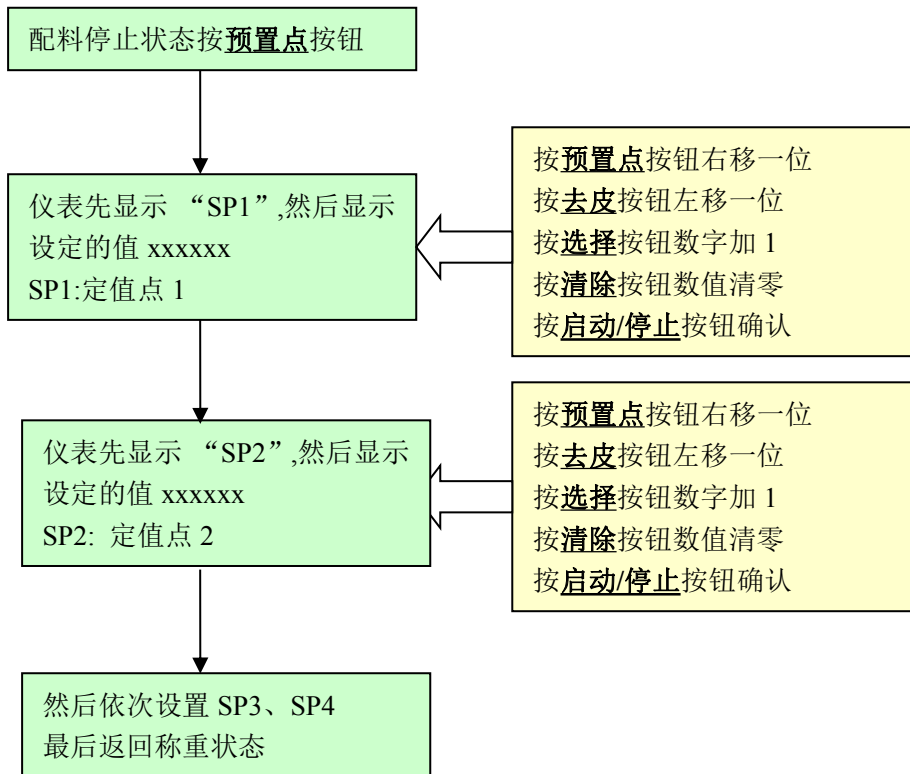 配料停止状态按预置点按钮
仪表先显示 “SP1”,然后显示
设定的值 xxxxxx
SP1:定值点 1
按预置点按钮右移一位
按去皮按钮左移一位
按选择按钮数字加 1
按清除按钮数值清零
按启动/停止按钮确认
仪表先显示 “SP2”,然后显示
设定的值 xxxxxx
SP2: 定值点 2
按预置点按钮右移一位
按去皮按钮左移一位
按选择按钮数字加 1
按清除按钮数值清零
按启动/停止按钮确认
然后依次设置 SP3、SP4
最后返回称重状态